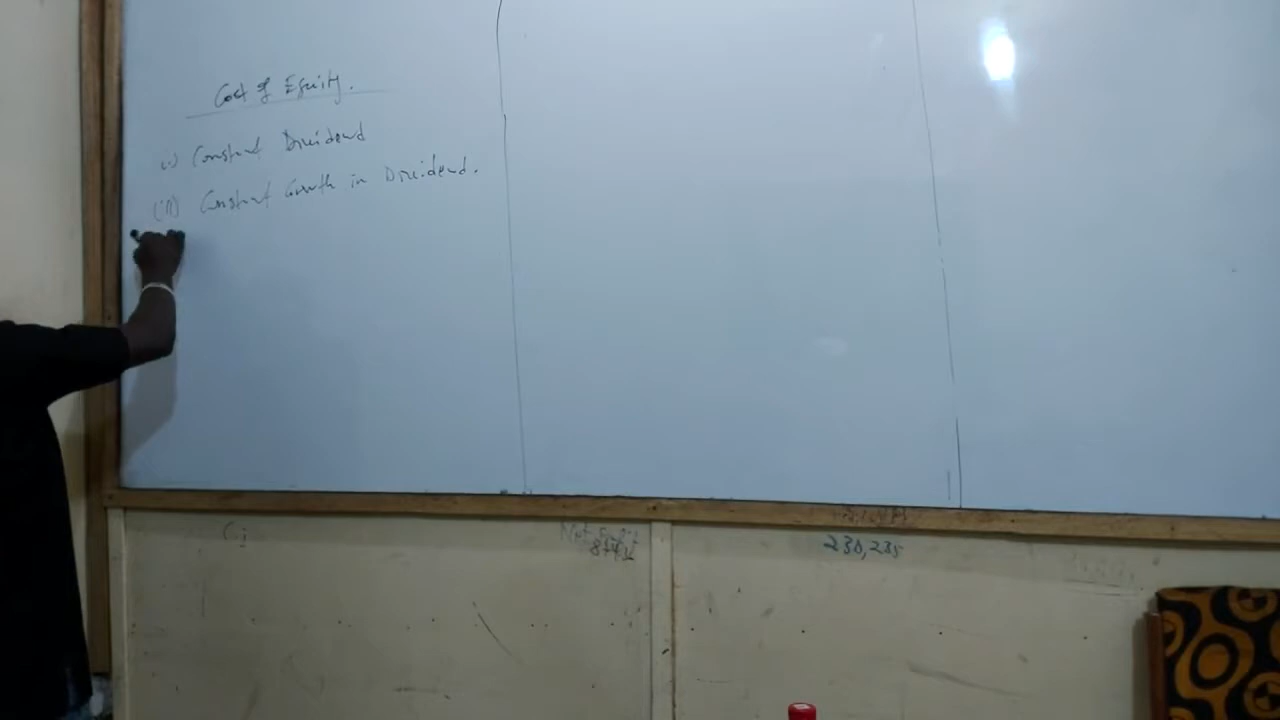 Cost of Equity.
(i) Constant Dividend
(ii) Constant Growth in Dividend.
230,235